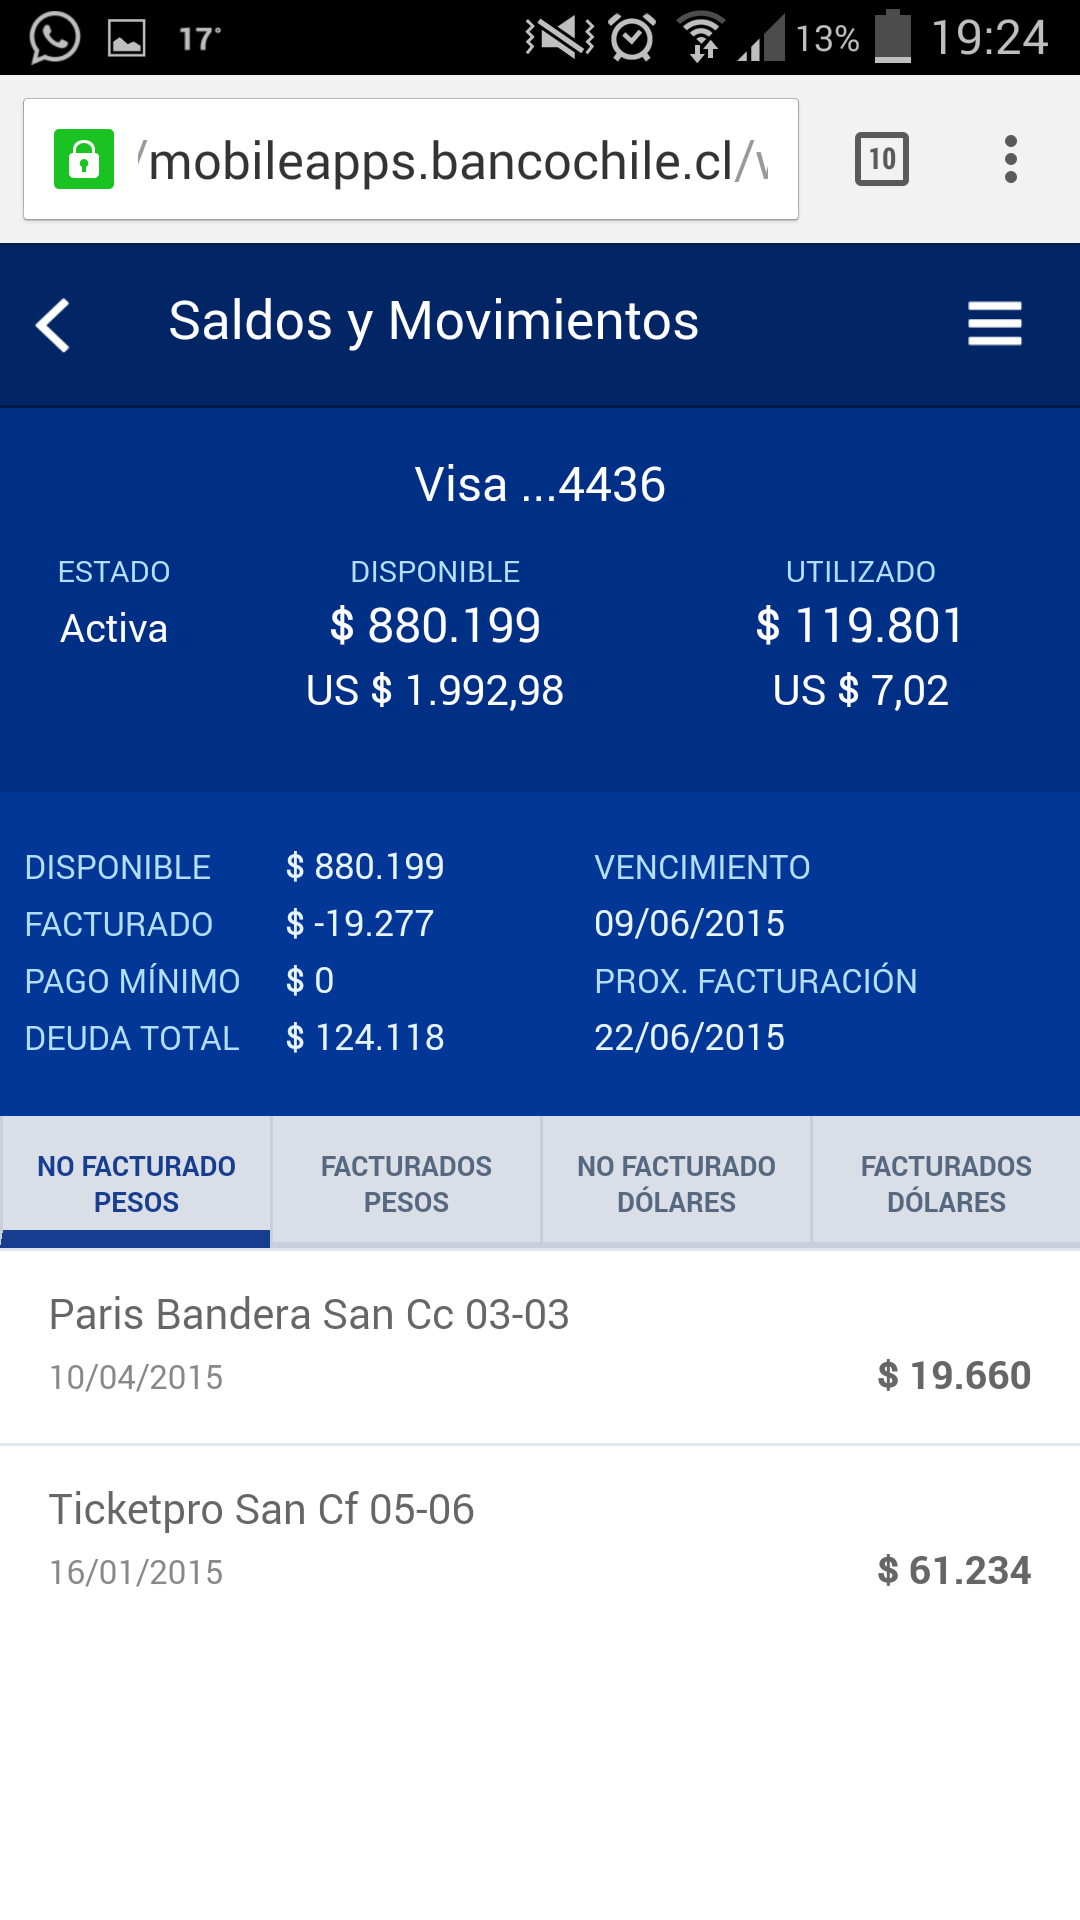 17°
13%
19:24
/mobileapps.bancochile.cl/
10
Saldos y Movimientos
Visa ...4436
ESTADO DISPONIBLE UTILIZADO
Activa $ 880.199 $ 119.801
US $ 1.992,98 US $ 7,02
DISPONIBLE $ 880.199 VENCIMIENTO
FACTURADO $ -19.277 09/06/2015
PAGO MÍNIMO $ 0 PROX. FACTURACIÓN
DEUDA TOTAL $ 124.118 22/06/2015
NO FACTURADO FACTURADOS NO FACTURADO FACTURADOS
PESOS PESOS DÓLARES DÓLARES
Paris Bandera San Cc 03-03
10/04/2015 $ 19.660
Ticketpro San Cf 05-06
16/01/2015 $ 61.234